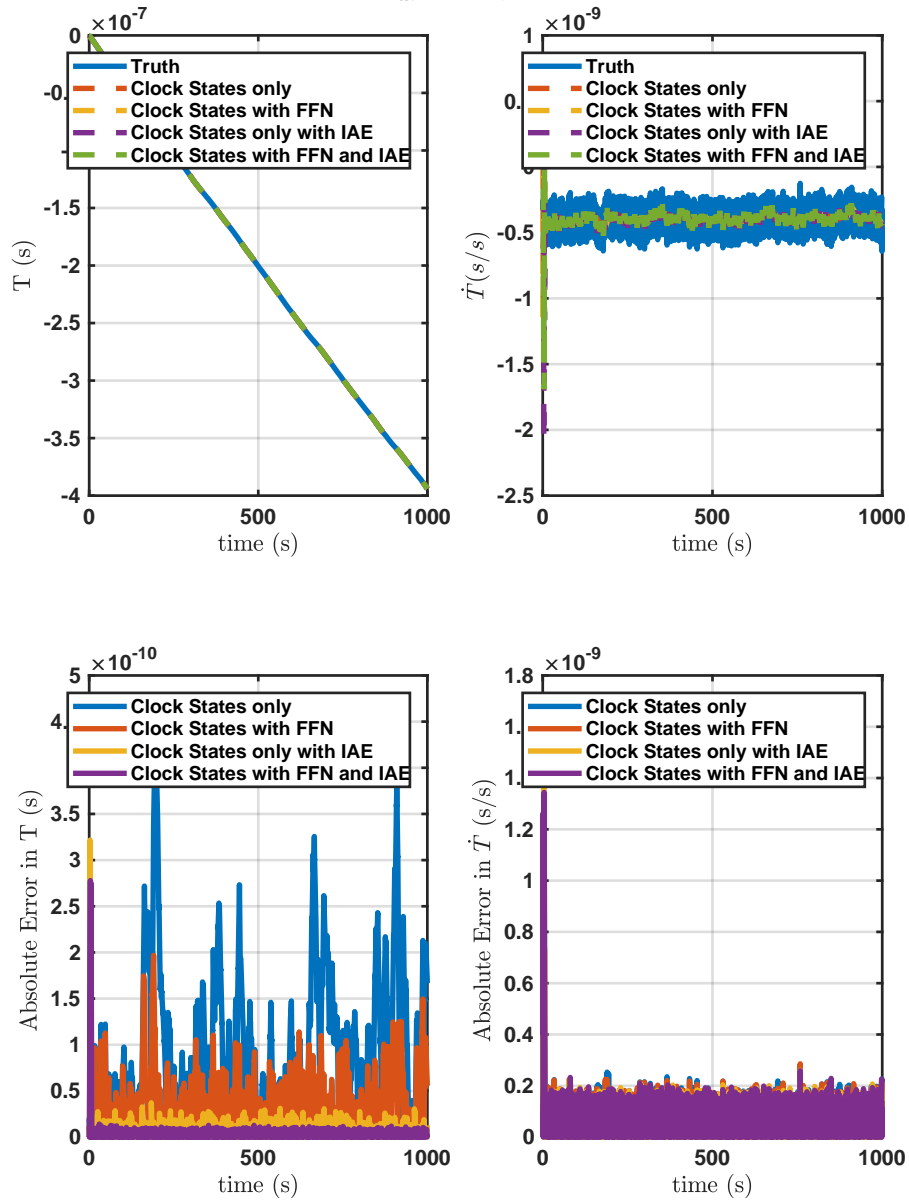 ×10-7
0
-0.
-1.5
-2
-2.5
-3
-3.5
-4
0
500
1000
time (s)
T (s)
Truth
Clock States only
Clock States with FFN
Clock States only with IAE
Clock States with FFN and IAE
×10-9
1
0.
0
-0.5
-1
-1.5
-2
-2.5
0
500
1000
time (s)
Ṫ(s/s)
Truth
Clock States only
Clock States with FFN
Clock States only with IAE
Clock States with FFN and IAE
×10-10
5
4.
3.5
3
2.5
2
1.5
1
0.5
0
0
500
1000
time (s)
Absolute Error in T (s)
Clock States only
Clock States with FFN
Clock States only with IAE
Clock States with FFN and IAE
×10-9
1.8
1.
1.
1.2
1
0.8
0.6
0.4
0.2
0
0
500
1000
time (s)
Absolute Error in Ṫ (s/s)
Clock States only
Clock States with FFN
Clock States only with IAE
Clock States with FFN and IAE